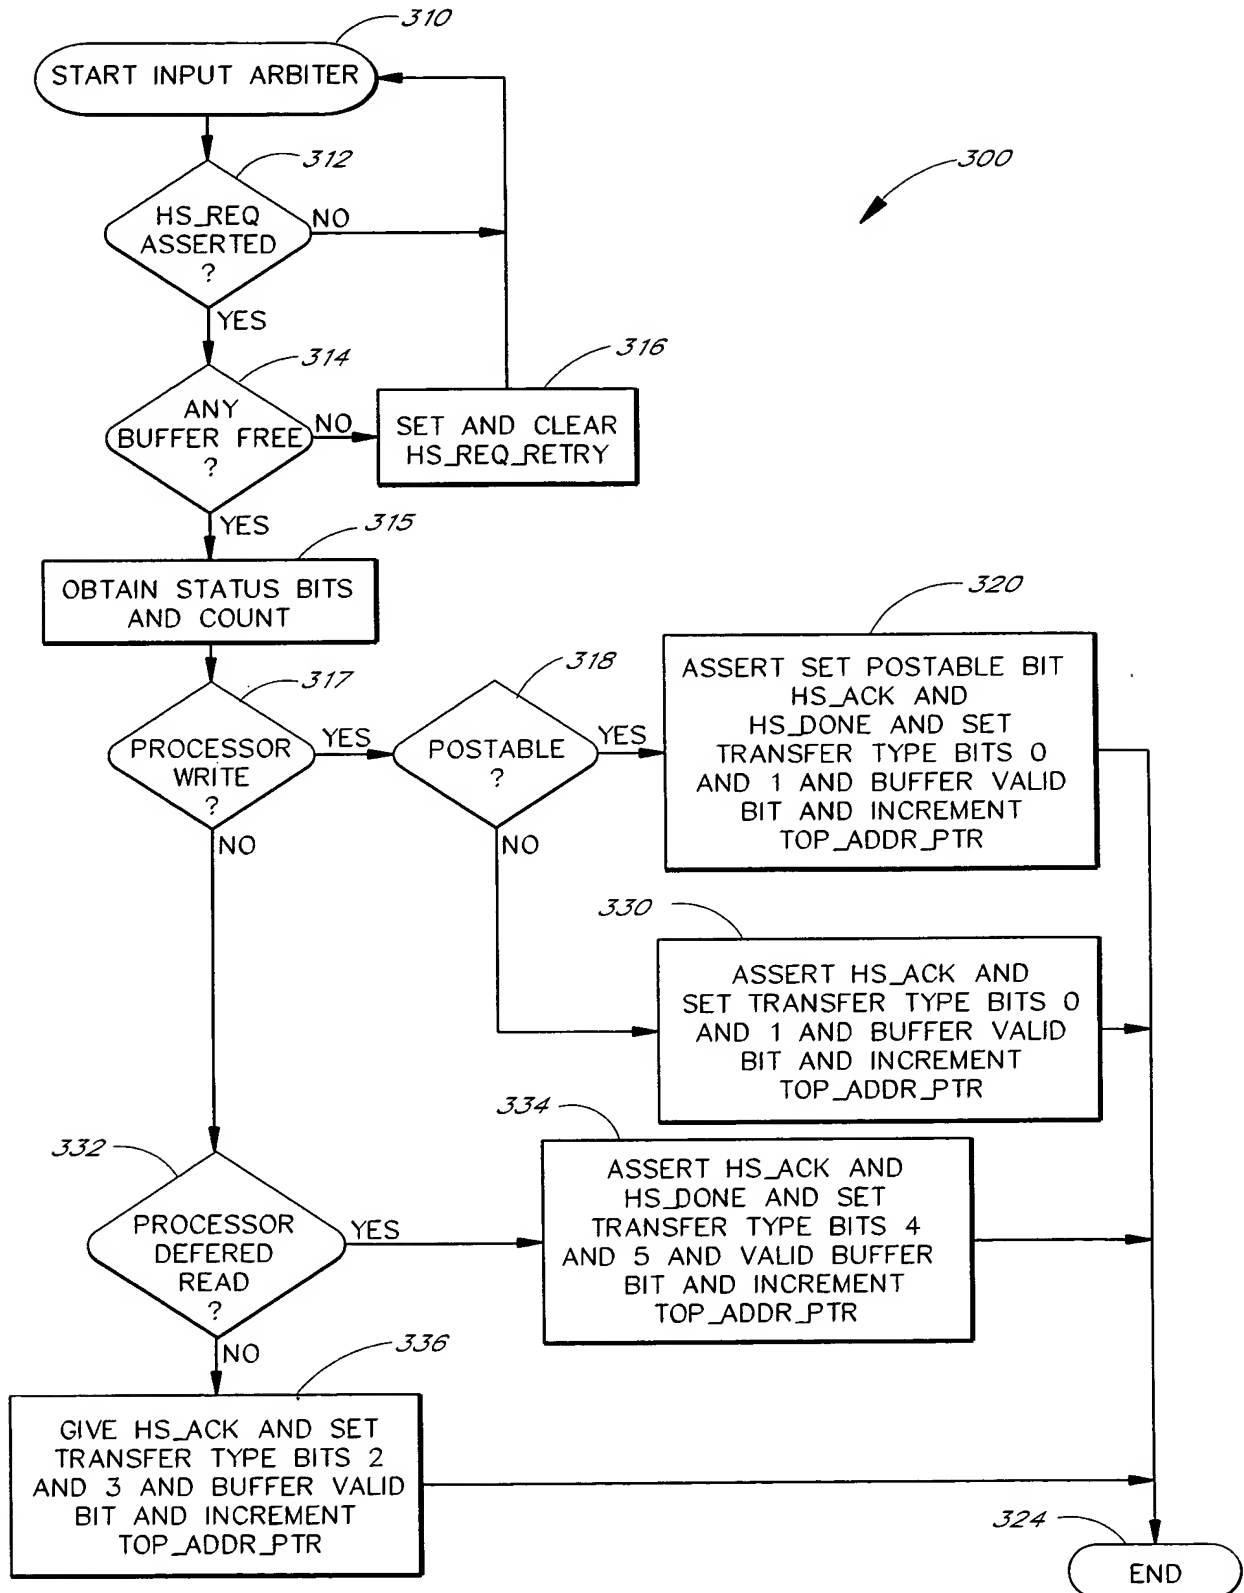 310
START INPUT ARBITER
312
300
HS_REQ
ASSERTED
?
NO
YES
314
316
ANY
BUFFER FREE
?
NO
SET AND CLEAR
HS_REQ_RETRY
YES
315
OBTAIN STATUS BITS
AND COUNT
320
317
318
ASSERT SET POSTABLE BIT
HS_ACK AND
HS_DONE AND SET
TRANSFER TYPE BITS 0
AND 1 AND BUFFER VALID
BIT AND INCREMENT
TOP_ADDR_PTR
PROCESSOR
WRITE
?
YES
POSTABLE
?
YES
NO
NO
330
ASSERT HS_ACK AND
SET TRANSFER TYPE BITS 0
AND 1 AND BUFFER VALID
BIT AND INCREMENT
TOP_ADDR_PTR
332
334
PROCESSOR
DEFERED
READ
?
YES
ASSERT HS_ACK AND
HS_DONE AND SET
TRANSFER TYPE BITS 4
AND 5 AND VALID BUFFER
BIT AND INCREMENT
TOP_ADDR_PTR
NO
336
GIVE HS_ACK AND SET
TRANSFER TYPE BITS 2
AND 3 AND BUFFER VALID
BIT AND INCREMENT
TOP_ADDR_PTR
324
END